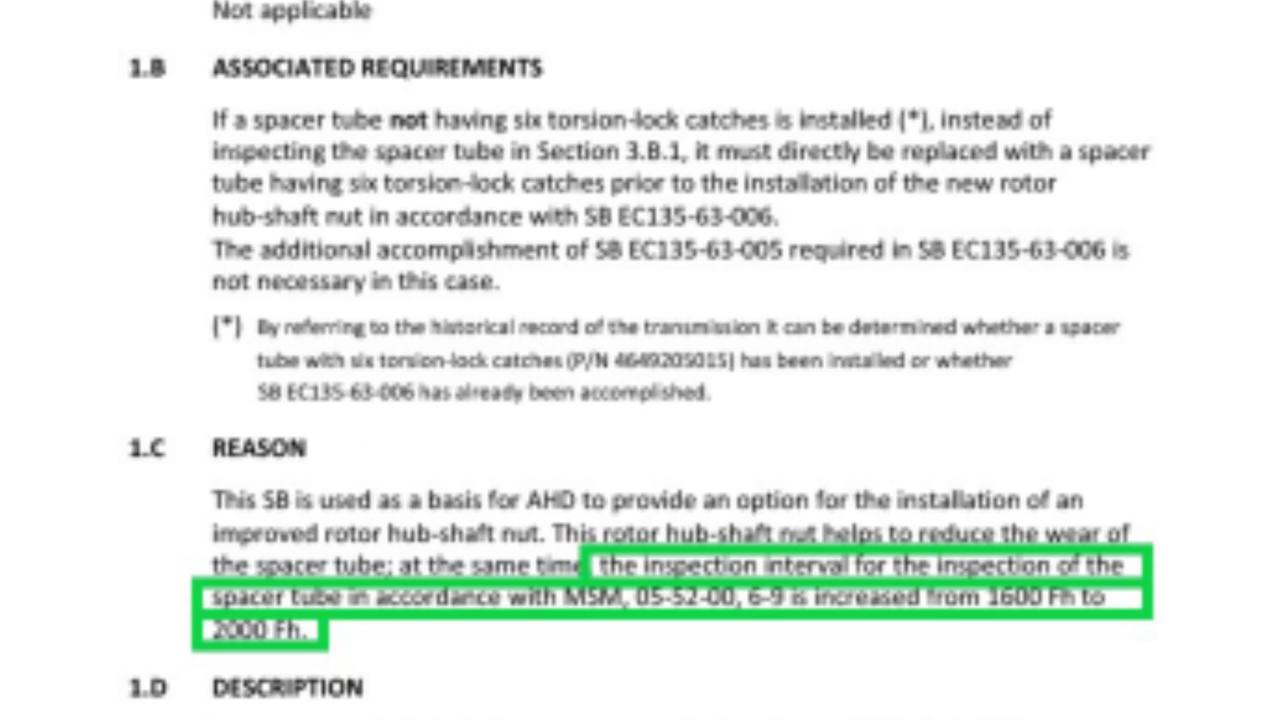 Not applicable
1.B ASSOCIATED REQUIREMENTS
If a spacer tube not having six torsion-lock catches is installed (*), instead of
inspecting the spacer tube in Section 3.B.1, it must directly be replaced with a spacer
tube having six torsion-lock catches prior to the installation of the new rotor
hub-shaft nut in accordance with SB EC135-63-006.
The additional accomplishment of SB EC135-63-005 required in SB EC135-63-006 is
not necessary in this case.
(*) By referring to the historical record of the transmission it can be determined whether a spacer
tube with six torsion-lock catches (P/N 4649205015) has been installed or whether
SB EC135-63-006 has already been accomplished.
1.C REASON
This SB is used as a basis for AHD to provide an option for the installation of an
improved rotor hub-shaft nut. This rotor hub-shaft nut helps to reduce the wear of
the spacer tube; at the same time the inspection interval for the inspection of the
spacer tube in accordance with MSM, 05-52-00, 6-9 is increased from 1600 Fh to
2000 Fh.
1.D DESCRIPTION